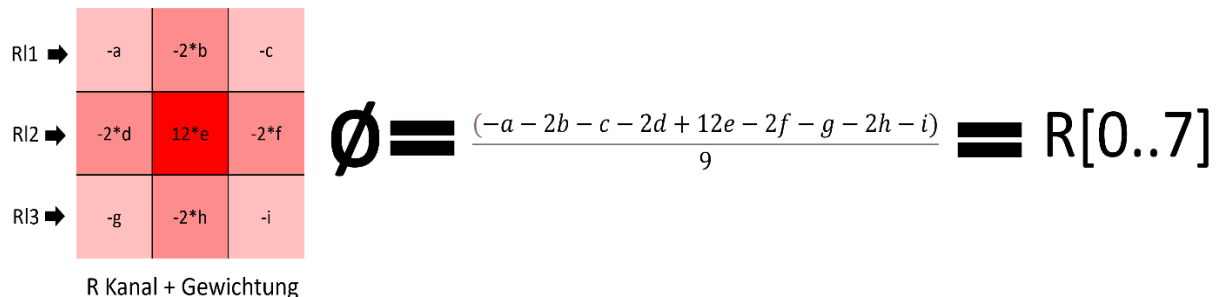 Rl1 🡆 -a -2*b -c
Rl2 🡆 -2*d 12*e -2*f
Rl3 🡆 -g -2*h -i
R Kanal + Gewichtung
Ø = (-a - 2b - c - 2d + 12e - 2f - g - 2h - i) / 9 = R[0..7]